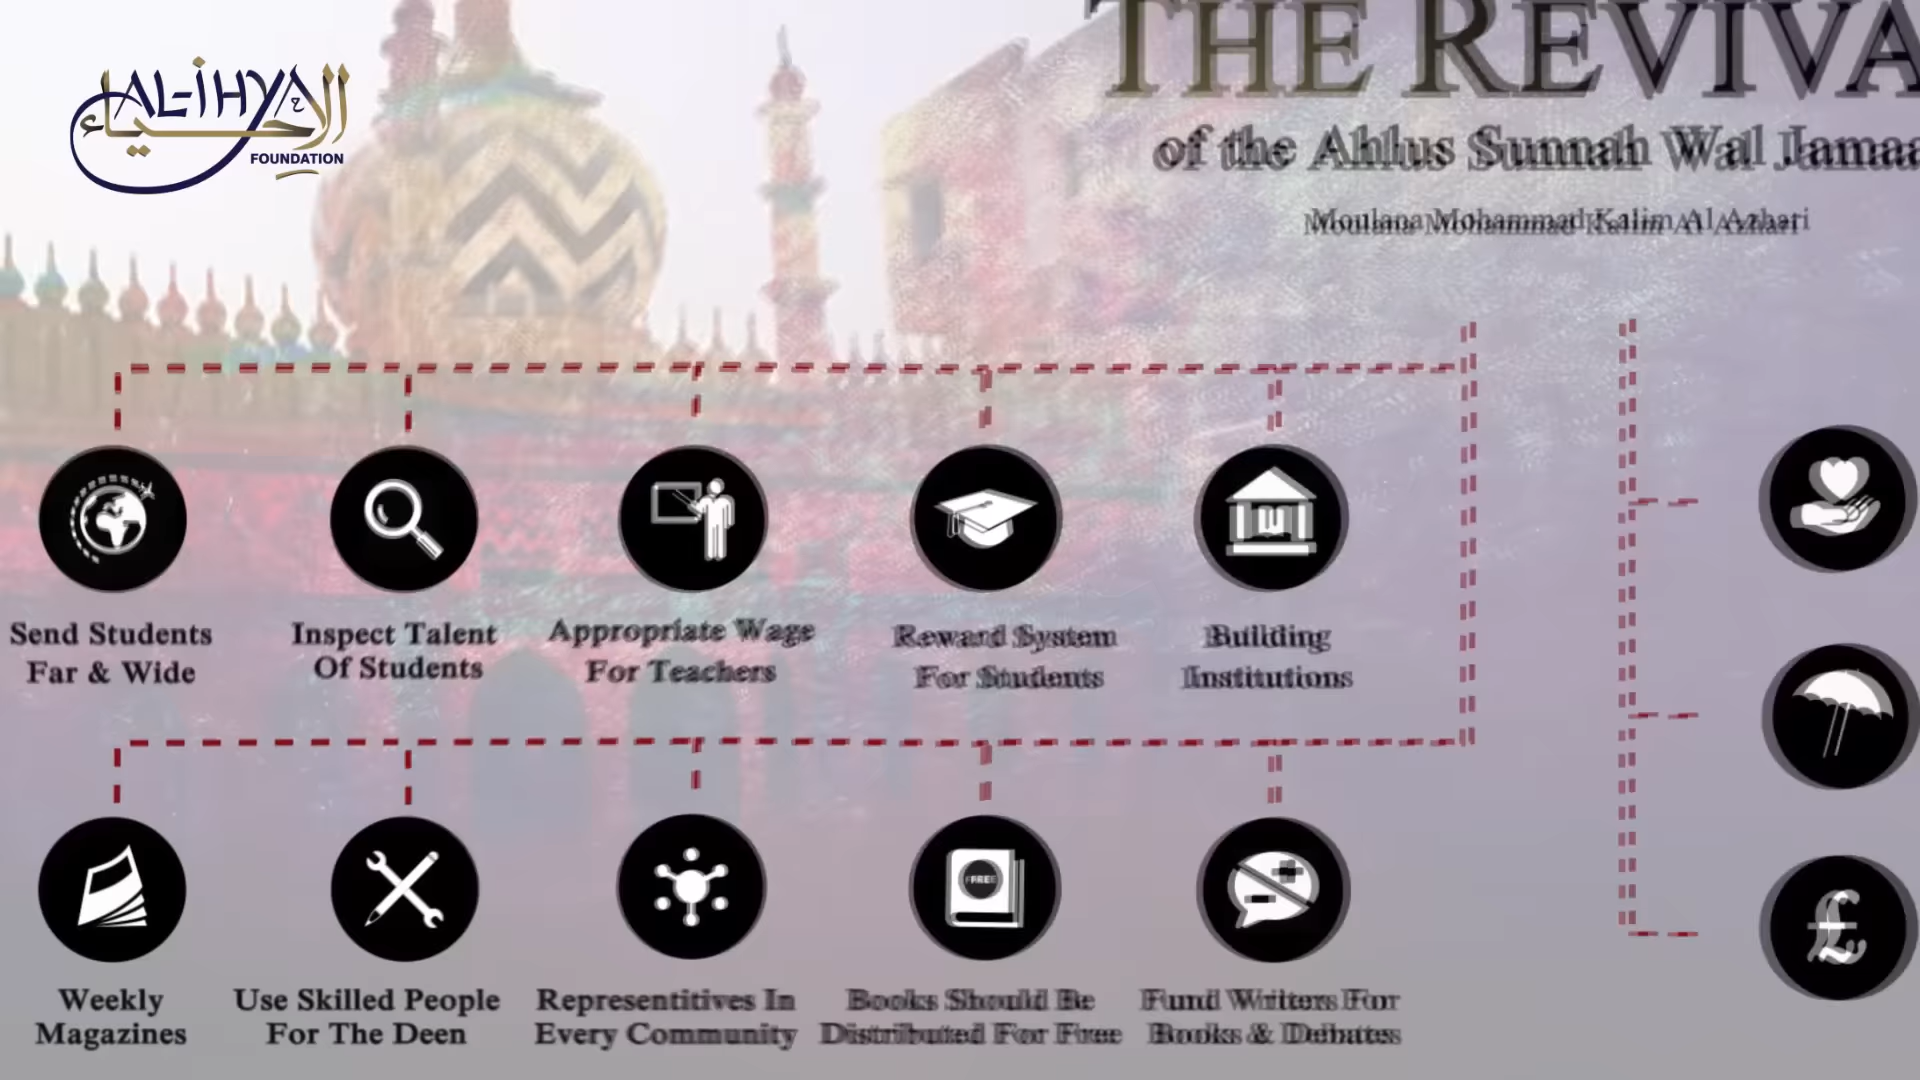 AL-iHYA
الإحياء
FOUNDATION
THE REVIVA
of the Ahlus Sunnah Wal Jamaa
Moulana Mohammad Kalim Al Azhari
Send Students
Far & Wide
Inspect Talent
Of Students
Appropriate Wage
For Teachers
Reward System
For Students
Building
Institutions
Weekly
Magazines
Use Skilled People
For The Deen
Representitives In
Every Community
FREE
Books Should Be
Distributed For Free
Fund Writers For
Books & Debates
£